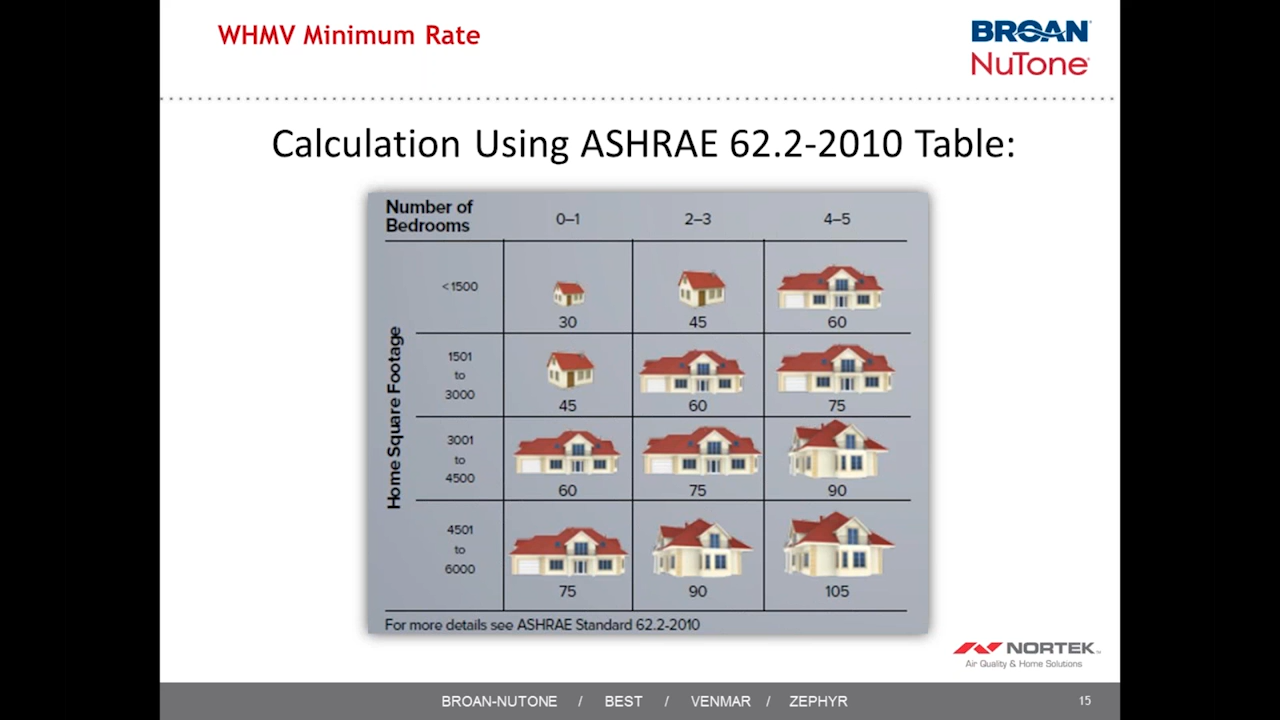 WHMV Minimum Rate
BROAN
NuTone
Calculation Using ASHRAE 62.2-2010 Table:
Number of
Bedrooms
0–1
2–3
4–5
Home Square Footage
<1500
30
45
60
1501
to
3000
45
60
75
3001
to
4500
60
75
90
4501
to
6000
75
90
105
For more details see ASHRAE Standard 62.2-2010
NORTEK™
Air Quality & Home Solutions
BROAN-NUTONE / BEST / VENMAR / ZEPHYR
15